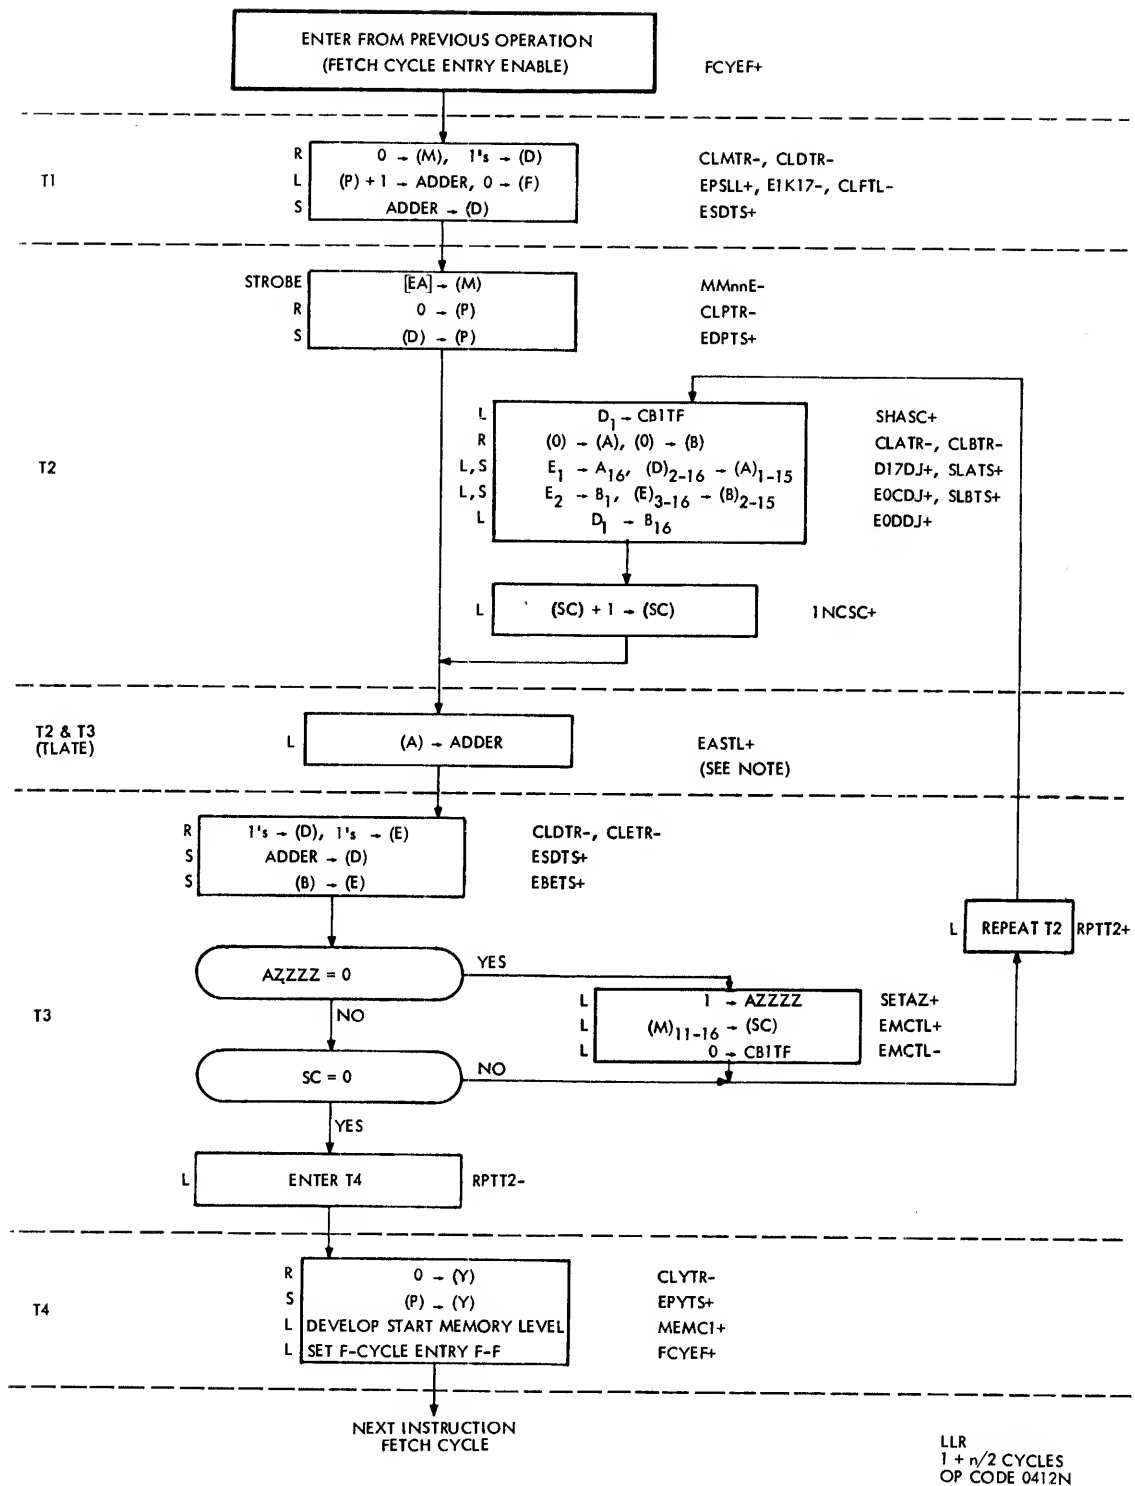 ENTER FROM PREVIOUS OPERATION
(FETCH CYCLE ENTRY ENABLE)
FCYEF+
T1
R 0 → (M), 1's → (D) CLMTR-, CLDTR-
L (P) + 1 → ADDER, 0 → (F) EPSLL+, E1K17-, CLFTL-
S ADDER → (D) ESDTS+
T2
STROBE [EA] → (M) MMnnE-
R 0 → (P) CLPTR-
S (D) → (P) EDPTS+
L D1 → CBITF SHASC+
R (0) → (A), (0) → (B) CLATR-, CLBTR-
L,S E1 → A16, (D)2-16 → (A)1-15 D17DJ+, SLATS+
L,S E2 → B1, (E)3-16 → (B)2-15 E0CDJ+, SLBTS+
L D1 → B16 E0DDJ+
L (SC) + 1 → (SC) 1NCSC+
T2 & T3
(TLATE)
L (A) → ADDER EASTL+
(SEE NOTE)
T3
R 1's → (D), 1's → (E) CLDTR-, CLETR-
S ADDER → (D) ESDTS+
S (B) → (E) EBETS+
L REPEAT T2 RPTT2+
AZZZZ = 0
YES
NO
L 1 → AZZZZ SETAZ+
L (M)11-16 → (SC) EMCTL+
L 0 → CBITF EMCTL-
SC = 0
NO
YES
L ENTER T4 RPTT2-
T4
R 0 → (Y) CLYTR-
S (P) → (Y) EPYTS+
L DEVELOP START MEMORY LEVEL MEMCI+
L SET F-CYCLE ENTRY F-F FCYEF+
NEXT INSTRUCTION
FETCH CYCLE
LLR
1 + n/2 CYCLES
OP CODE 0412N